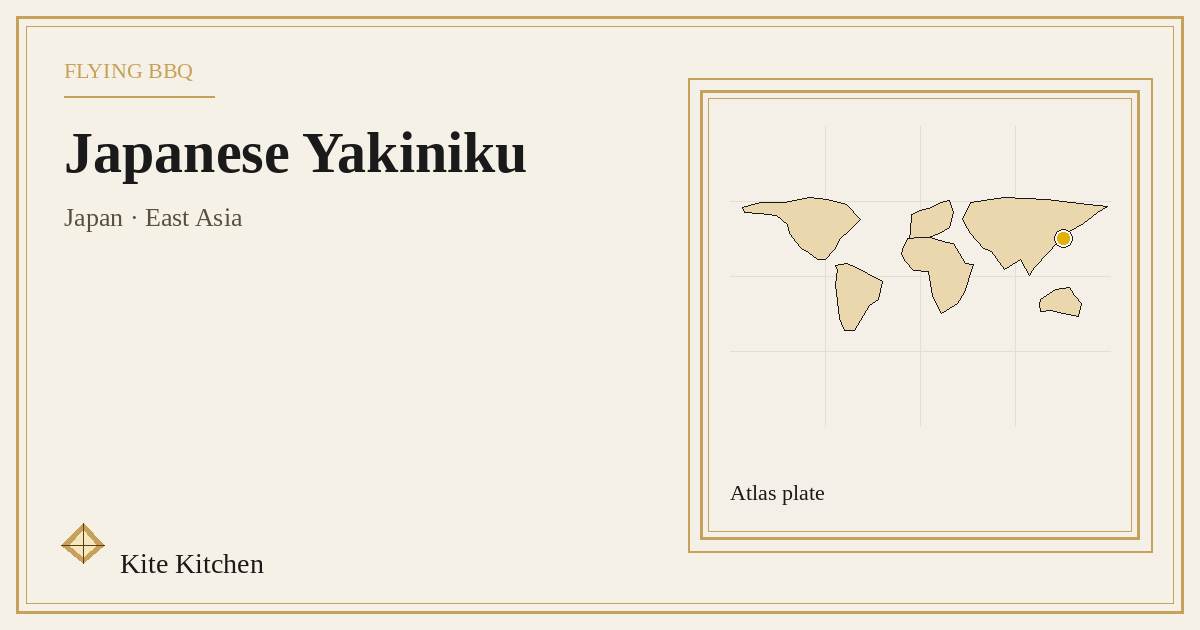 FLYING BBQ
Japanese Yakiniku
Japan · East Asia
Atlas plate
Kite Kitchen